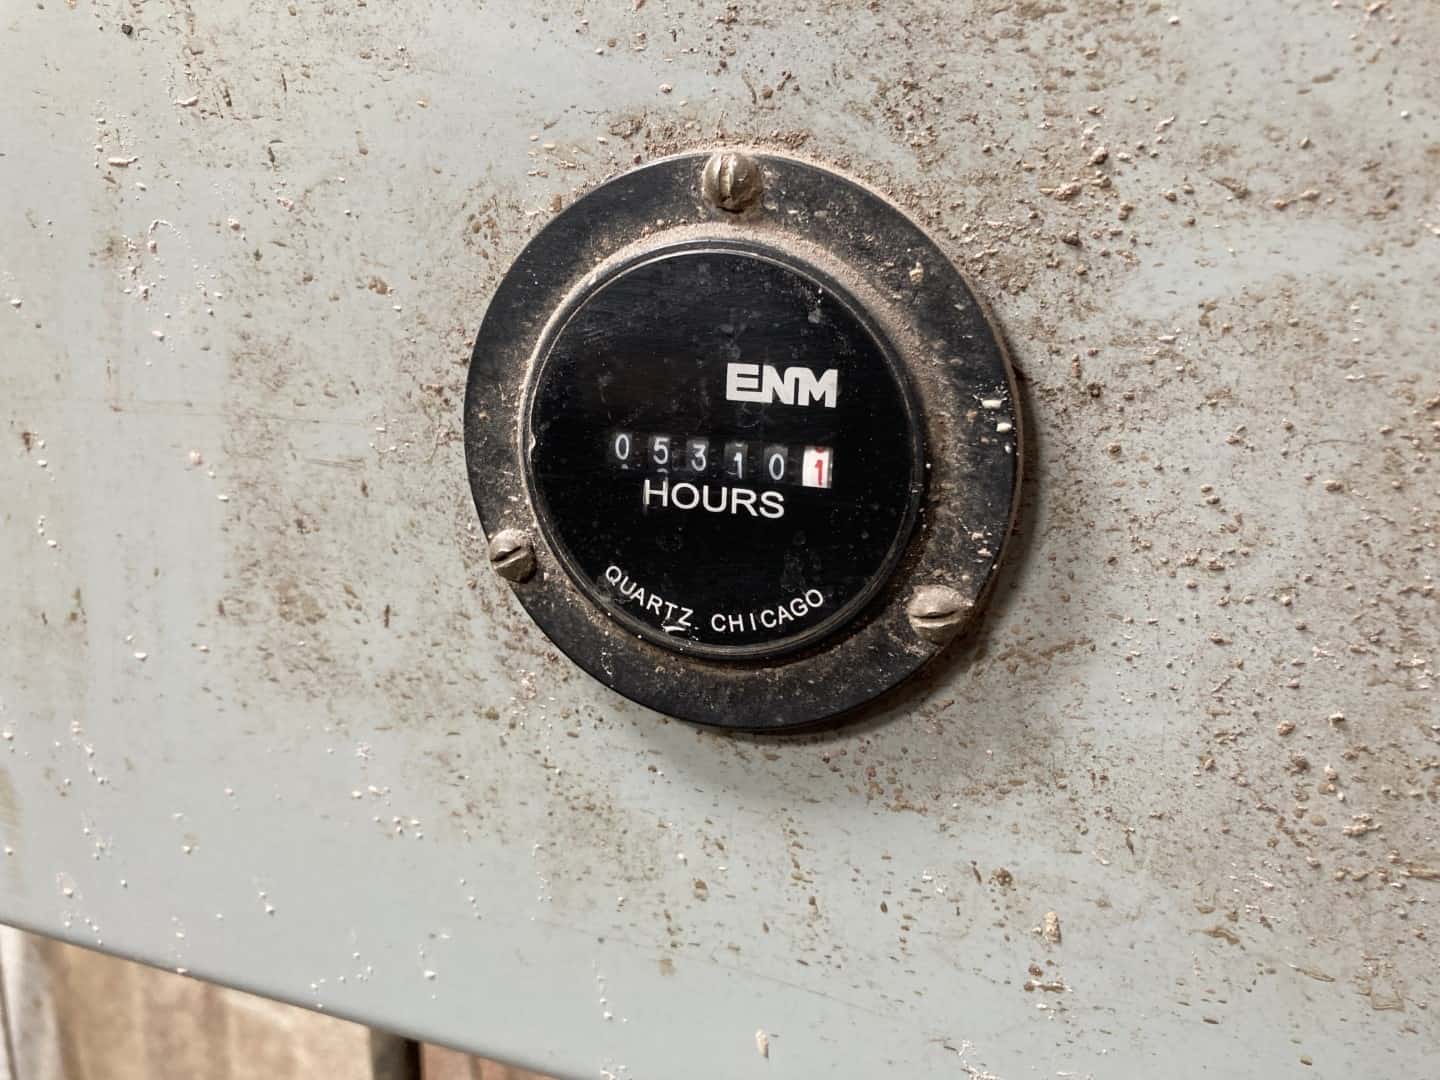 ENM
053101
HOURS
QUARTZ CHICAGO